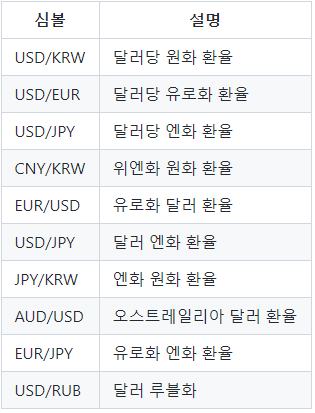 심볼 설명
USD/KRW 달러당 원화 환율
USD/EUR 달러당 유로화 환율
USD/JPY 달러당 엔화 환율
CNY/KRW 위엔화 원화 환율
EUR/USD 유로화 달러 환율
USD/JPY 달러 엔화 환율
JPY/KRW 엔화 원화 환율
AUD/USD 오스트레일리아 달러 환율
EUR/JPY 유로화 엔화 환율
USD/RUB 달러 루블화